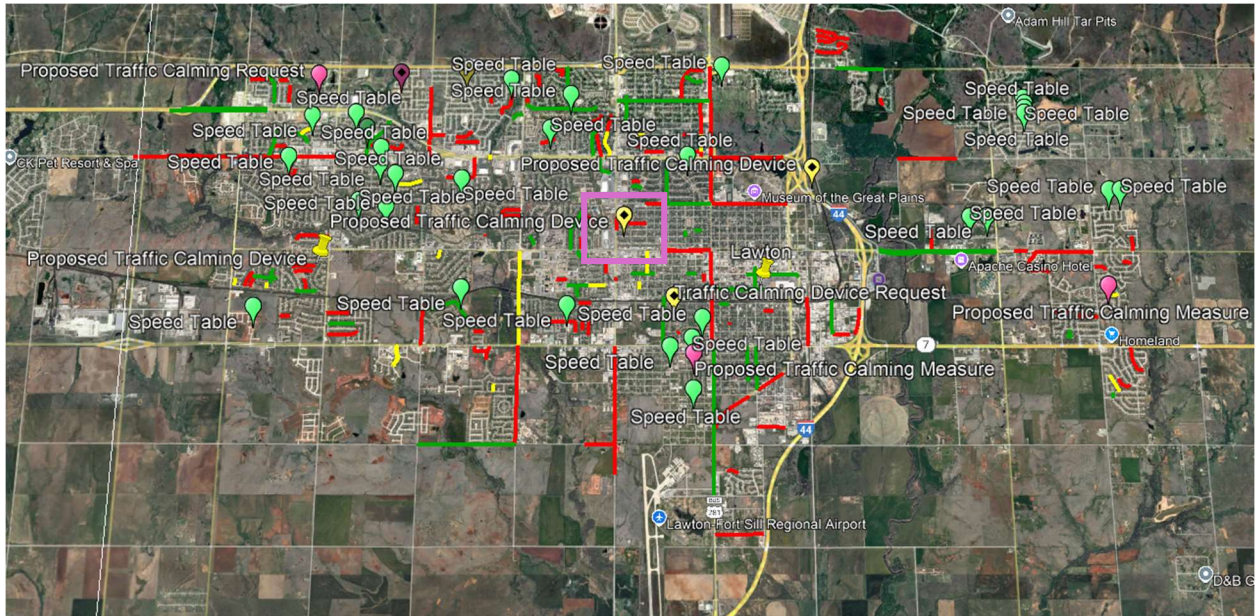 Adam Hill Tar Pits
Speed Table
Speed Table
Proposed Traffic Calming Request
Speed Table
Speed Table
Speed Table
Speed Table
Speed Table
Speed Table
Speed Table
Speed Table
Speed Table
Speed Table
Speed Table
CK Pet Resort & Spa
Speed Table
Speed Table
Proposed Traffic Calming Device
Speed Table
Speed Table
Speed Table
Museum of the Great Plains
Speed Table
Speed Table
44
Proposed Traffic Calming Device
Speed Table
Speed Table
Lawton
Proposed Traffic Calming Device
Apache Casino Hotel
Traffic Calming Device Request
Speed Table
Speed Table
Proposed Traffic Calming Measure
Speed Table
Speed Table
7
Homeland
Speed Table
Speed Table
Proposed Traffic Calming Measure
Speed Table
44
BUS
281
Lawton-Fort Sill Regional Airport
D&B G